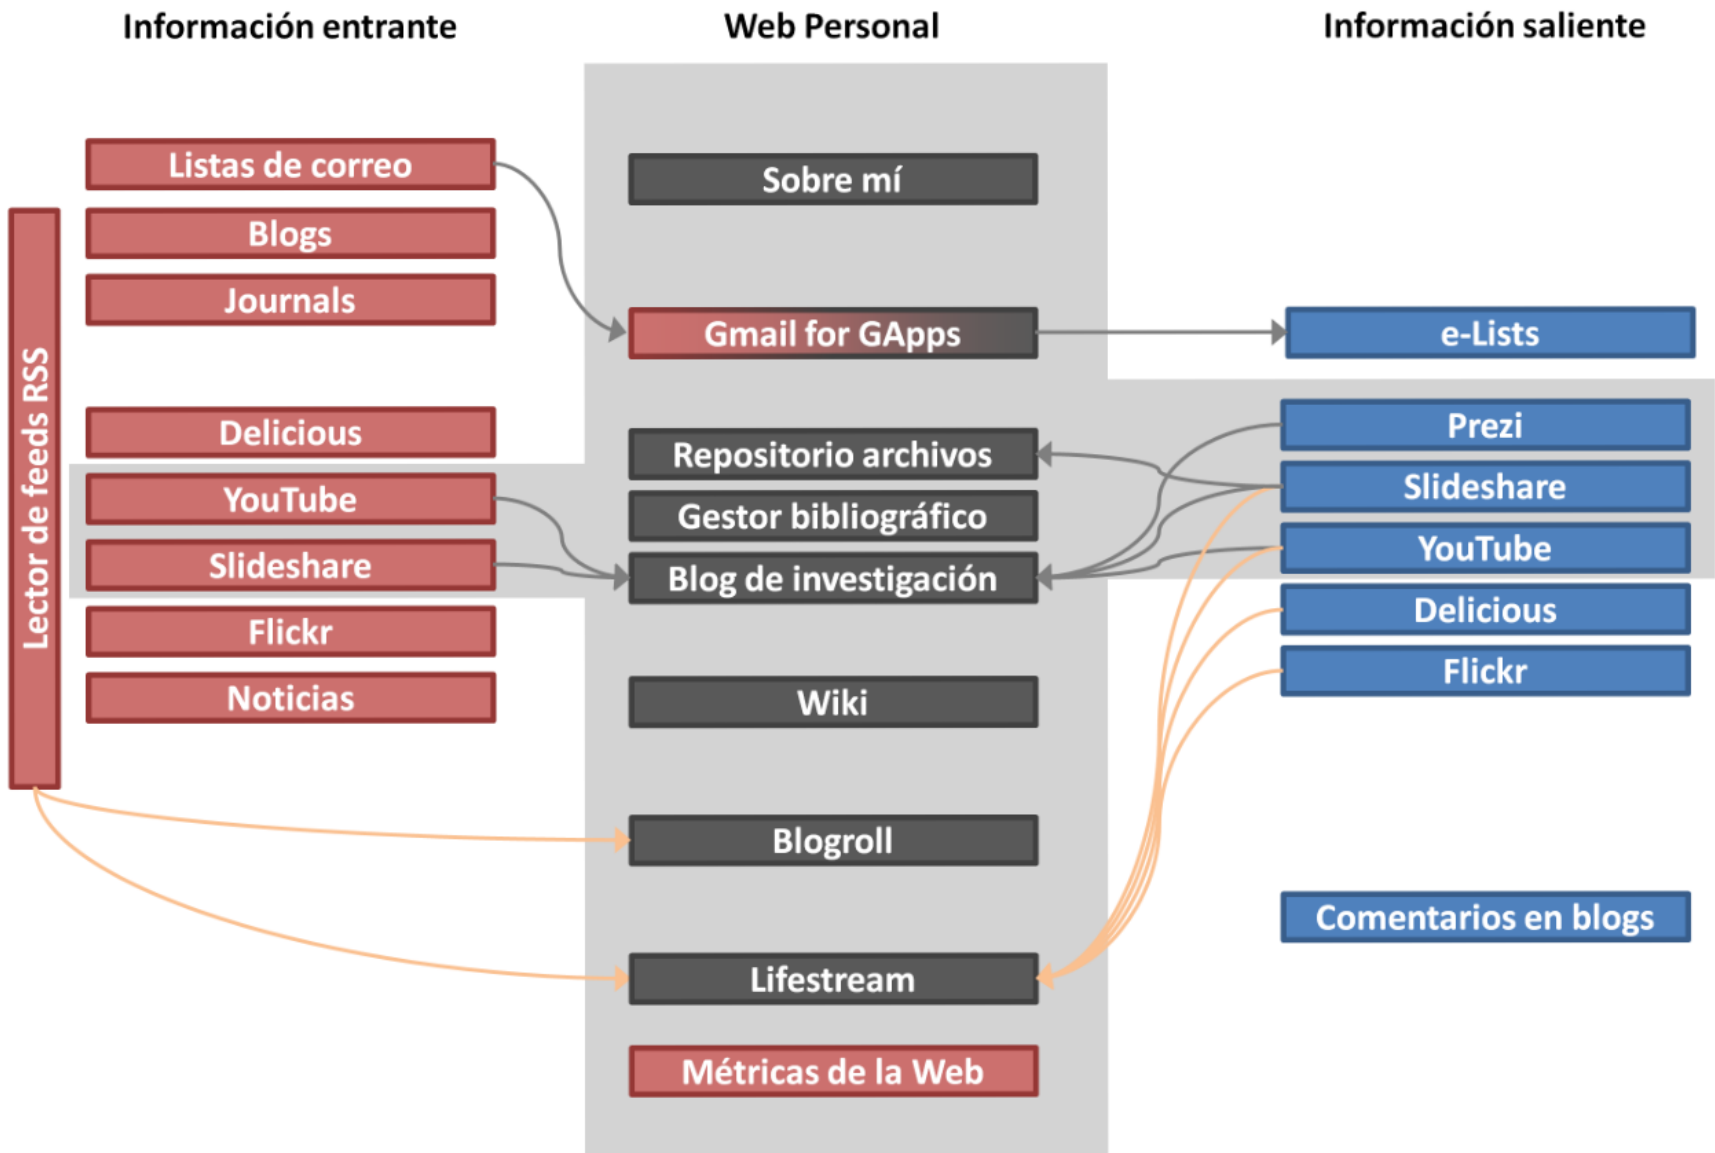 Información entrante
Web Personal
Información saliente
Lector de feeds RSS
Listas de correo
Blogs
Journals
Delicious
YouTube
Slideshare
Flickr
Noticias
Sobre mí
Gmail for GApps
Repositorio archivos
Gestor bibliográfico
Blog de investigación
Wiki
Blogroll
Lifestream
Métricas de la Web
e-Lists
Prezi
Slideshare
YouTube
Delicious
Flickr
Comentarios en blogs